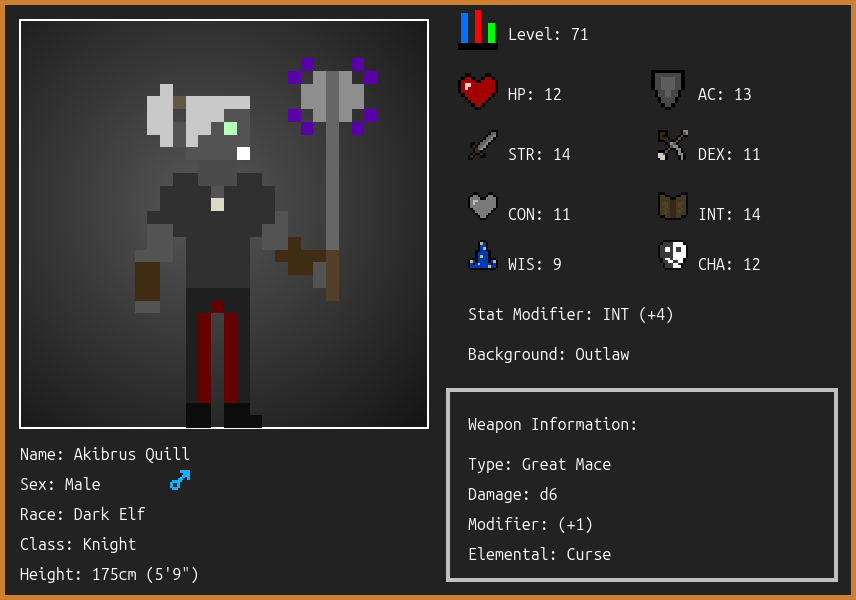 Level: 71
HP: 12
AC: 13
STR: 14
DEX: 11
CON: 11
INT: 14
WIS: 9
CHA: 12
Stat Modifier: INT (+4)
Background: Outlaw
Name: Akibrus Quill
Sex: Male
Race: Dark Elf
Class: Knight
Height: 175cm (5'9")
Weapon Information:
Type: Great Mace
Damage: d6
Modifier: (+1)
Elemental: Curse